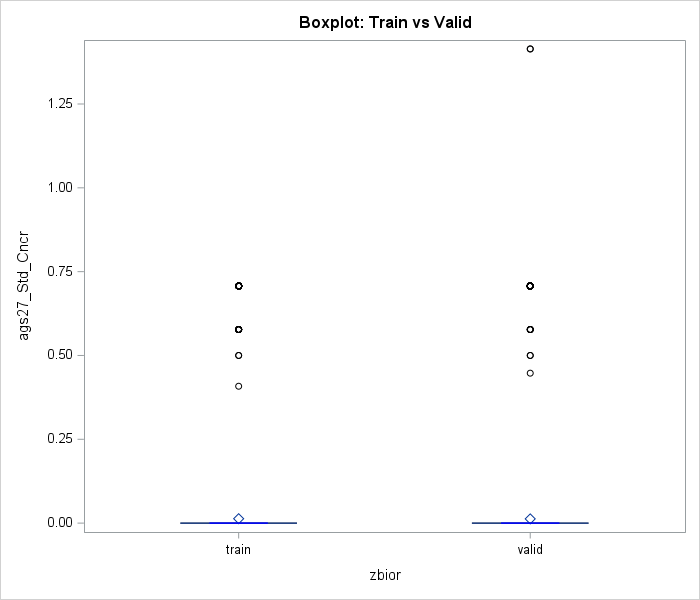 Boxplot: Train vs Valid
ags27_Std_Cncr
1.25
1.00
0.75
0.50
0.25
0.00
train
valid
zbior